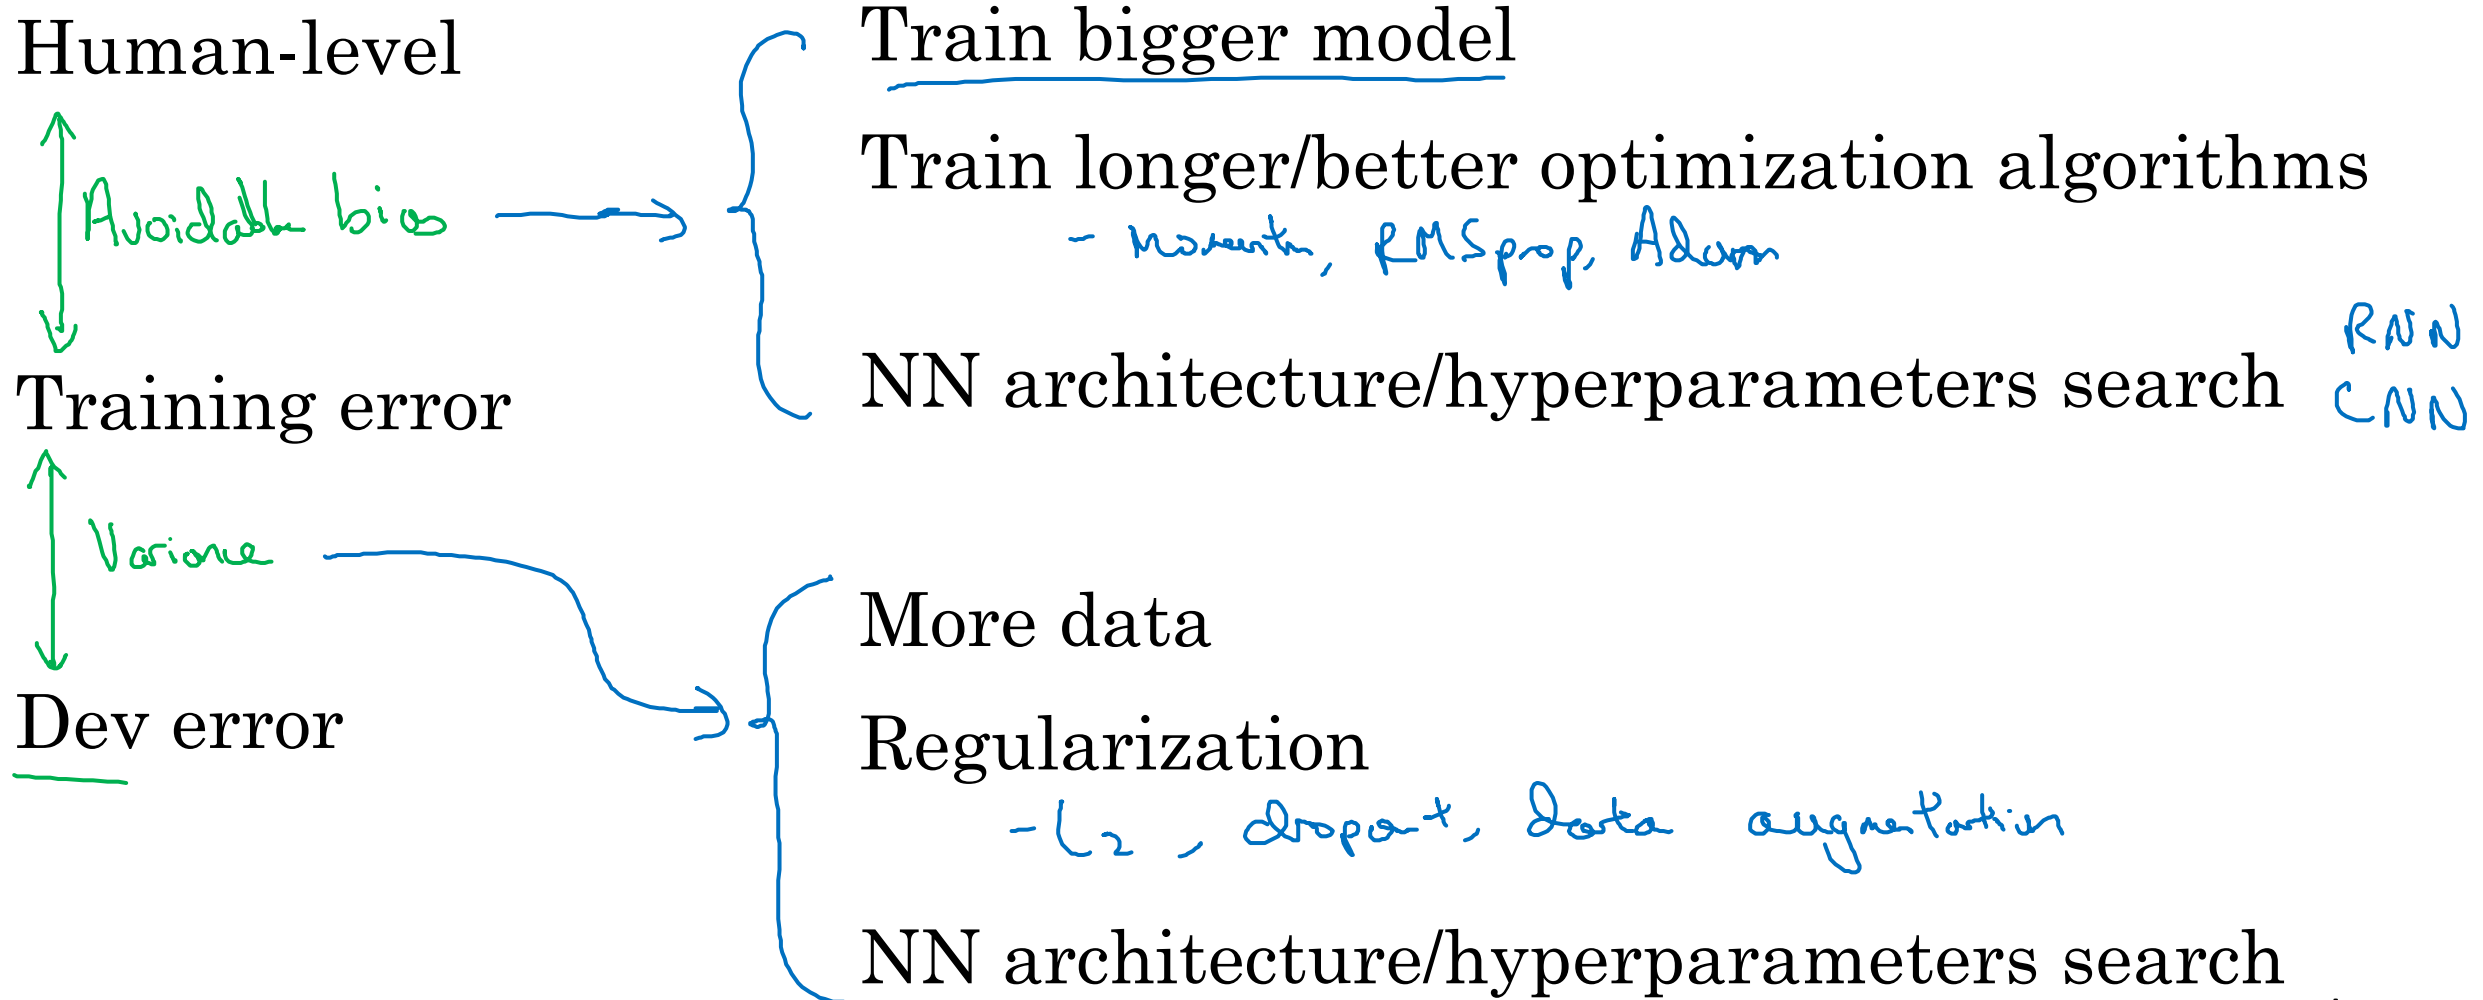 Human-level
Avoidable bias
Training error
Variance
Dev error
Train bigger model
Train longer/better optimization algorithms
- momentum, RMSprop, Adam
NN architecture/hyperparameters search
RNN
CNN
More data
Regularization
- L2, dropout, data augmentation
NN architecture/hyperparameters search